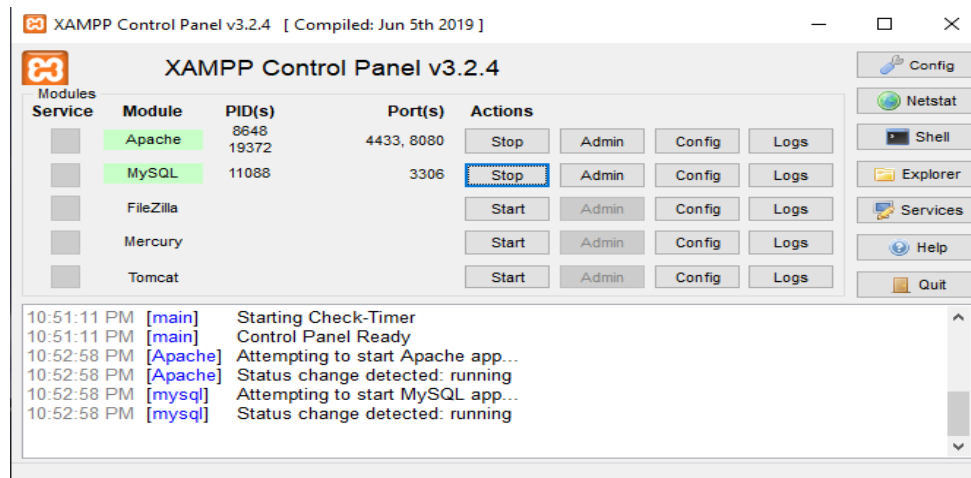 XAMPP Control Panel v3.2.4 [ Compiled: Jun 5th 2019 ]
XAMPP Control Panel v3.2.4
Config
Modules
Service Module PID(s) Port(s) Actions
Netstat
Apache 8648 19372 4433, 8080 Stop Admin Config Logs
Shell
MySQL 11088 3306 Stop Admin Config Logs
Explorer
FileZilla Start Admin Config Logs
Services
Mercury Start Admin Config Logs
Help
Tomcat Start Admin Config Logs
Quit
10:51:11 PM [main] Starting Check-Timer
10:51:11 PM [main] Control Panel Ready
10:52:58 PM [Apache] Attempting to start Apache app...
10:52:58 PM [Apache] Status change detected: running
10:52:58 PM [mysql] Attempting to start MySQL app...
10:52:58 PM [mysql] Status change detected: running